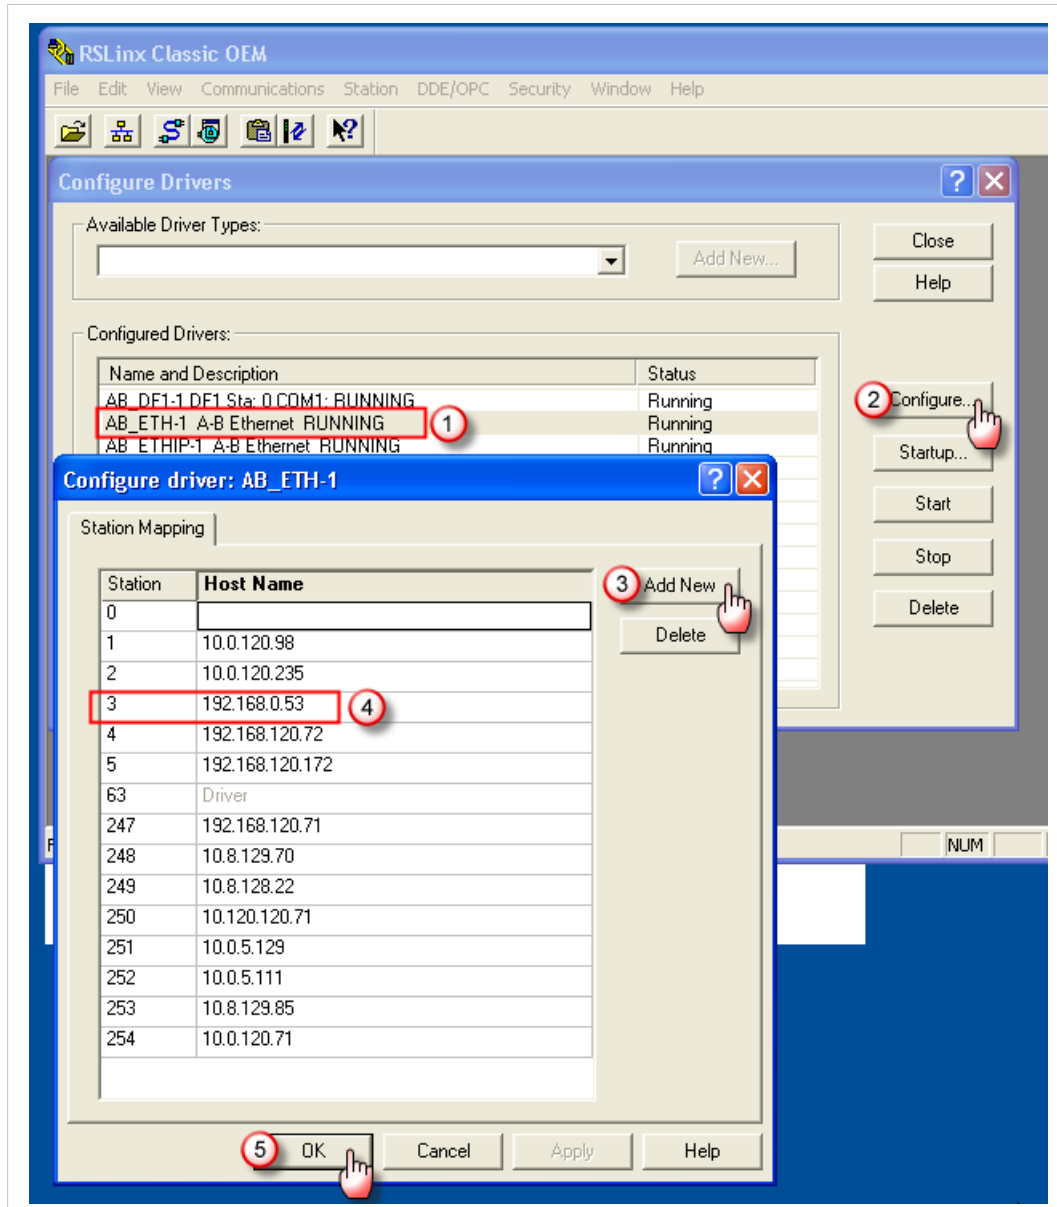 RSLinx Classic OEM
File Edit View Communications Station DDE/OPC Security Window Help
Configure Drivers
Available Driver Types:
Add New...
Close
Help
Configured Drivers:
Name and Description Status
AB_DF1-1 DF1 Sta: 0 COM1: RUNNING Running
AB_ETH-1 A-B Ethernet RUNNING Running
1
AB_ETHIP-1 A-B Ethernet RUNNING Running
2 Configure...
Startup...
Start
Stop
Delete
Configure driver: AB_ETH-1
Station Mapping
Station Host Name
3 Add New
Delete
0
1 10.0.120.98
2 10.0.120.235
3 192.168.0.53
4
4 192.168.120.72
5 192.168.120.172
63 Driver
247 192.168.120.71
248 10.8.129.70
249 10.8.128.22
250 10.120.120.71
251 10.0.5.129
252 10.0.5.111
253 10.8.129.85
254 10.0.120.71
NUM
5 OK Cancel Apply Help